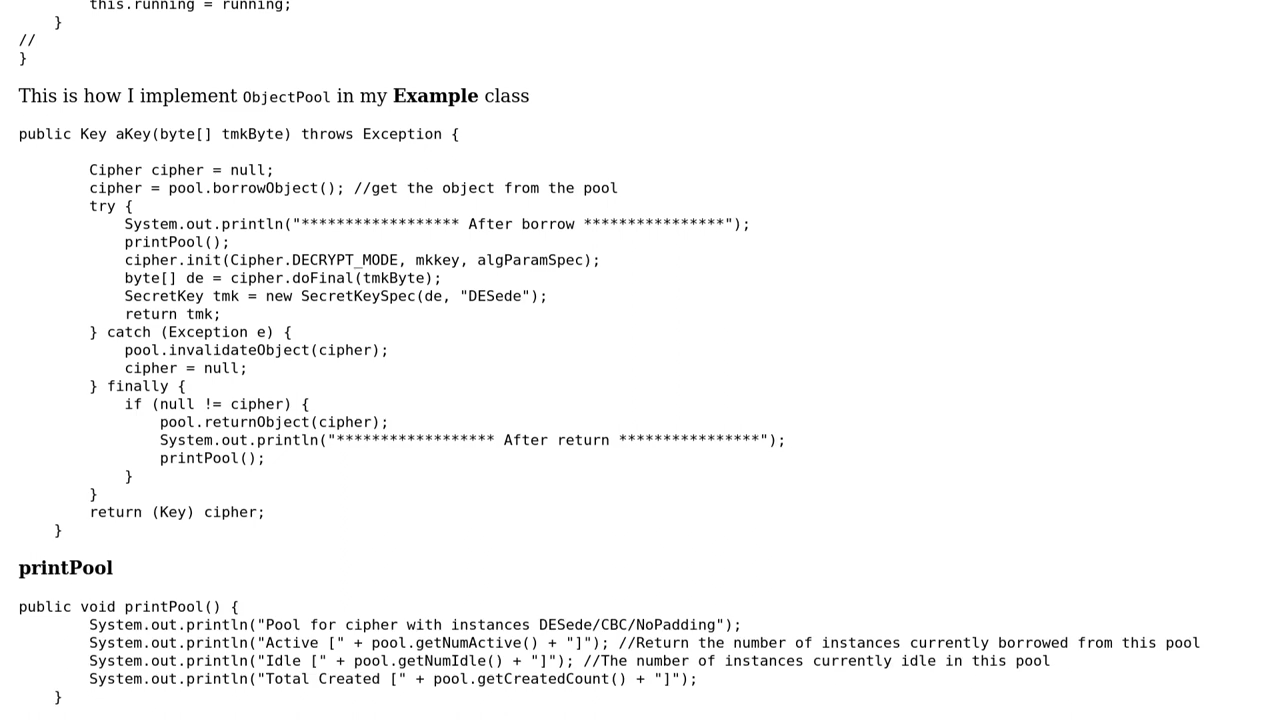 this.running = running;
    }
//
}
This is how I implement ObjectPool in my Example class
public Key aKey(byte[] tmkByte) throws Exception {
        Cipher cipher = null;
        cipher = pool.borrowObject(); //get the object from the pool
        try {
            System.out.println("****************** After borrow ****************");
            printPool();
            cipher.init(Cipher.DECRYPT_MODE, mkkey, algParamSpec);
            byte[] de = cipher.doFinal(tmkByte);
            SecretKey tmk = new SecretKeySpec(de, "DESede");
            return tmk;
        } catch (Exception e) {
            pool.invalidateObject(cipher);
            cipher = null;
        } finally {
            if (null != cipher) {
                pool.returnObject(cipher);
                System.out.println("****************** After return ****************");
                printPool();
            }
        }
        return (Key) cipher;
    }
printPool
public void printPool() {
        System.out.println("Pool for cipher with instances DESede/CBC/NoPadding");
        System.out.println("Active [" + pool.getNumActive() + "]"); //Return the number of instances currently borrowed from this pool
        System.out.println("Idle [" + pool.getNumIdle() + "]"); //The number of instances currently idle in this pool
        System.out.println("Total Created [" + pool.getCreatedCount() + "]");
    }